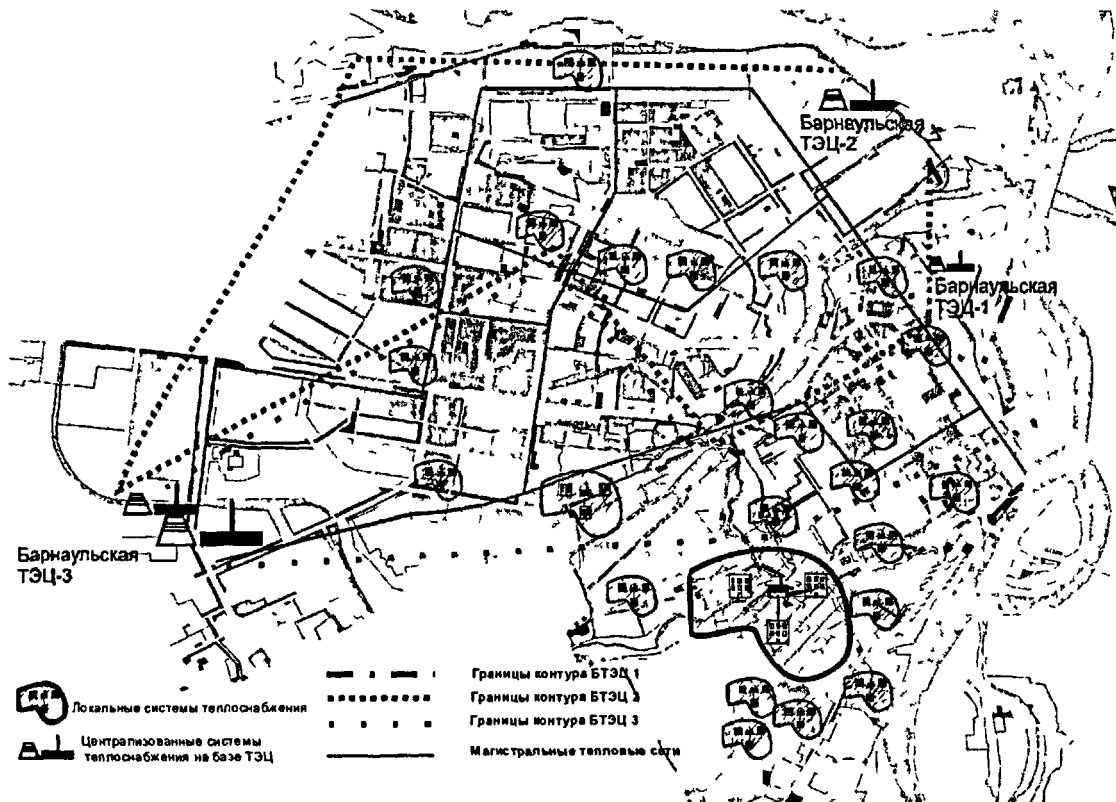 Барнаульская
ТЭЦ-2
Барнаульская
ТЭЦ-1
Барнаульская
ТЭЦ-3
Локальные системы теплоснабжения
Централизованные системы
теплоснабжения на базе ТЭЦ
Границы контура БТЭЦ 1
Границы контура БТЭЦ 2
Границы контура БТЭЦ 3
Магистральные тепловые сети